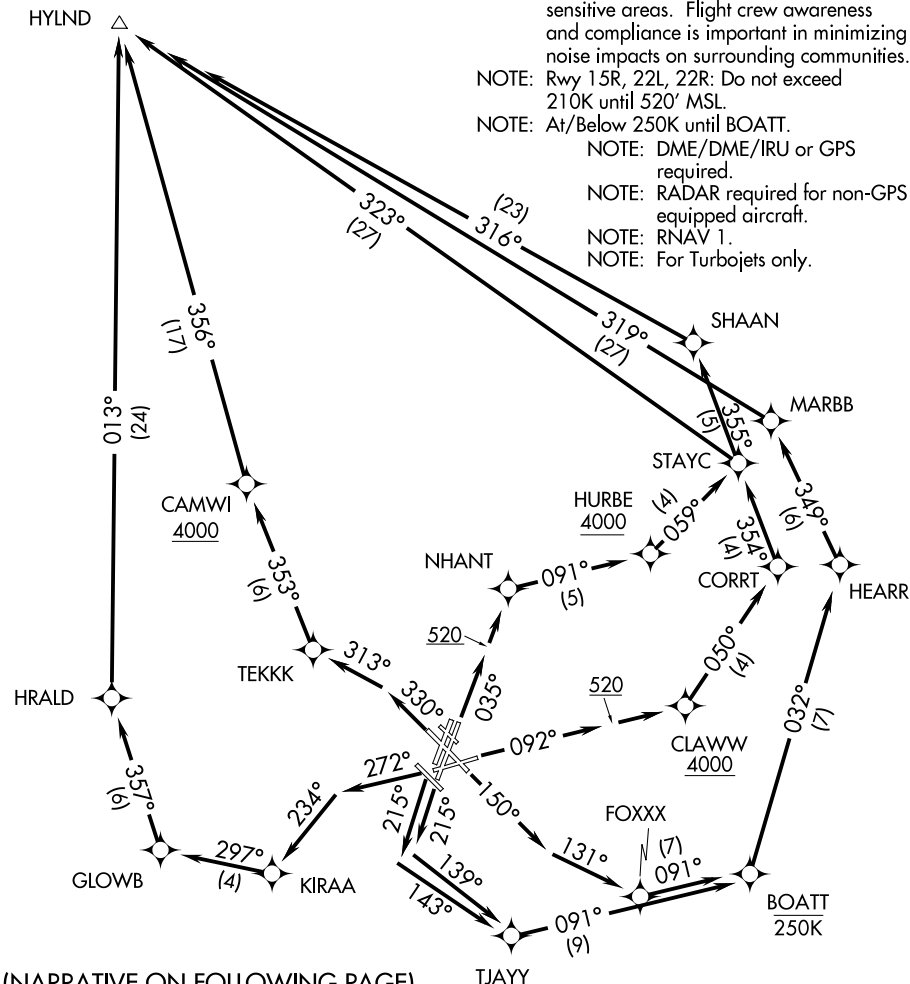 HYLND
sensitive areas. Flight crew awareness
and compliance is important in minimizing
noise impacts on surrounding communities.
NOTE: Rwy 15R, 22L, 22R: Do not exceed
210K until 520' MSL.
NOTE: At/Below 250K until BOATT.
NOTE: DME/DME/IRU or GPS
required.
NOTE: RADAR required for non-GPS
equipped aircraft.
NOTE: RNAV 1.
NOTE: For Turbojets only.
323°
(27)
(23)
316°
319°
(27)
356°
(17)
013°
(24)
SHAAN
MARBB
355°
(5)
STAYC
CAMWI
4000
HURBE
4000
(4)
059°
349°
(6)
354°
(4)
353°
(6)
NHANT
091°
(5)
CORRT
HEARR
520
TEKKK
313°
330°
035°
050°
(4)
520
HRALD
032°
(7)
092°
CLAWW
4000
272°
357°
(6)
234°
215°
215°
150°
FOXXX
131°
(7)
091°
297°
(4)
GLOWB
KIRAA
139°
143°
BOATT
250K
091°
(9)
TJAYY
(NARRATIVE ON FOLLOWING PAGE)